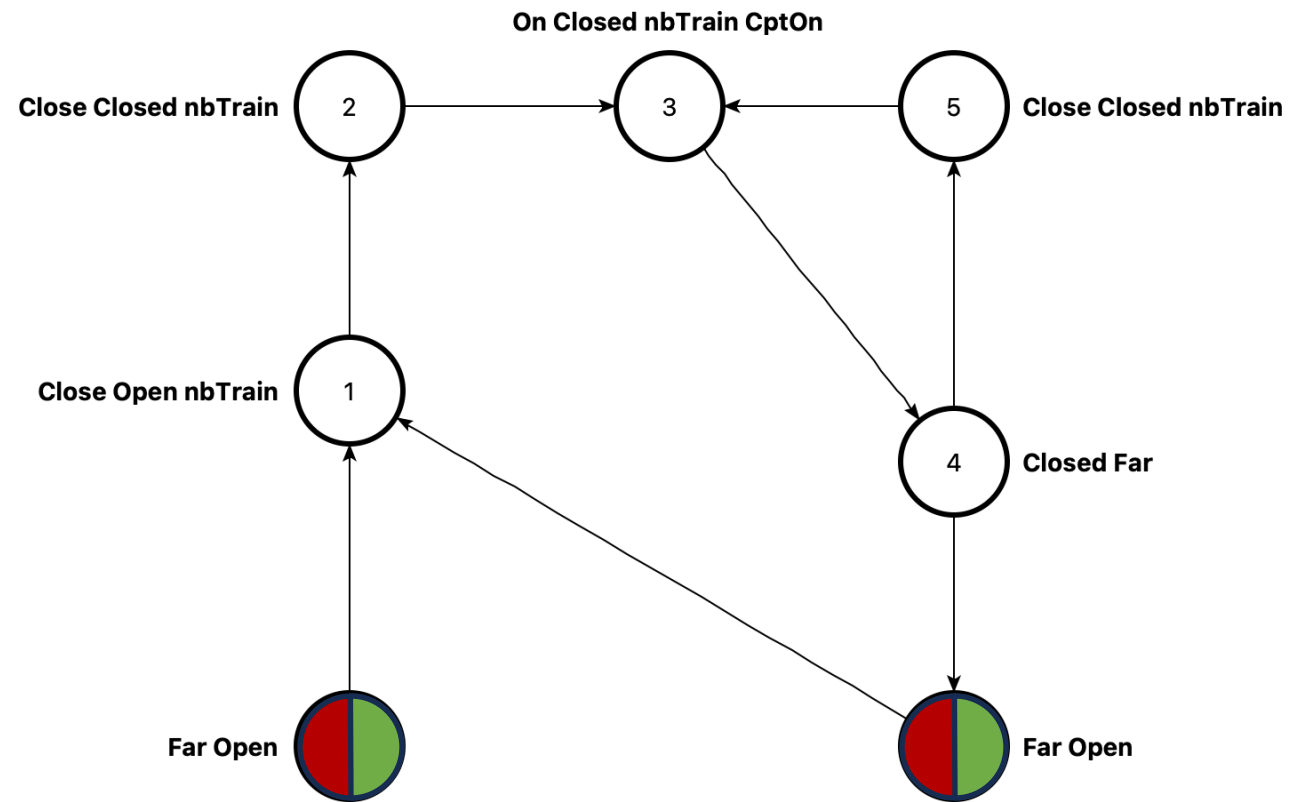 On Closed nbTrain CptOn
Close Closed nbTrain
2
3
5
Close Closed nbTrain
Close Open nbTrain
1
4
Closed Far
Far Open
Far Open